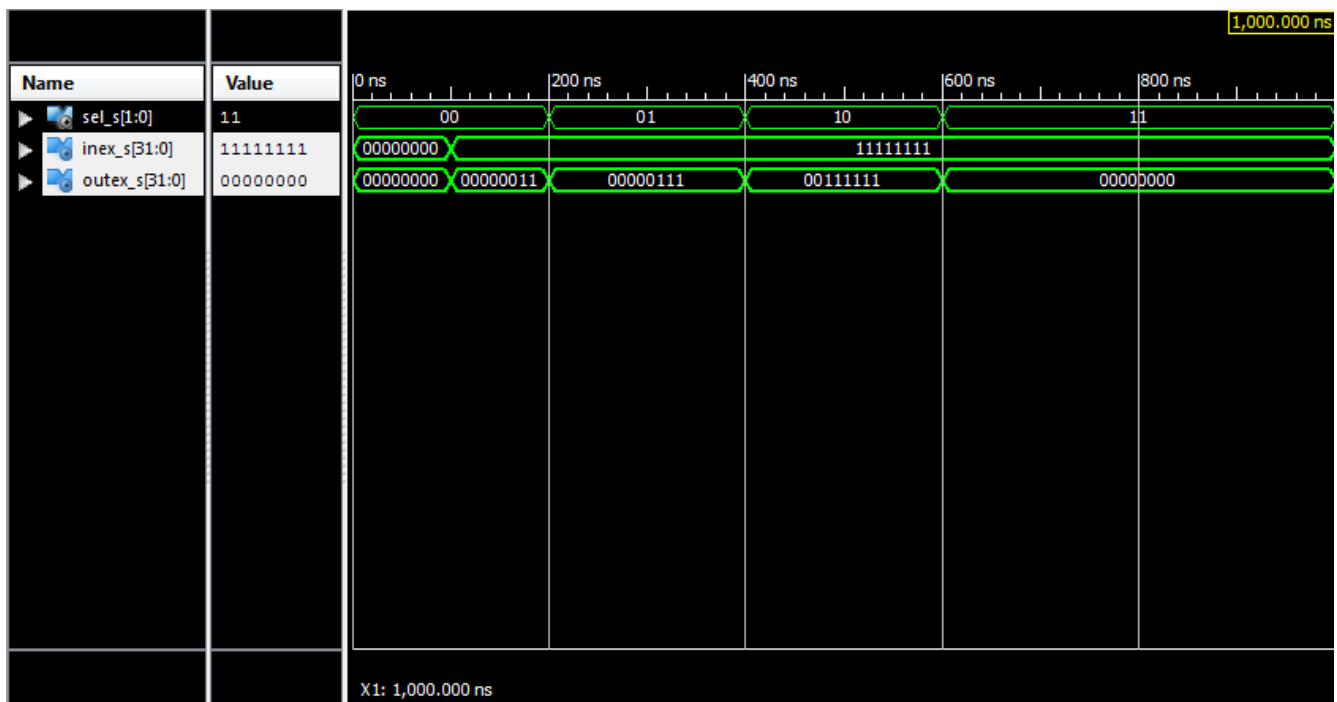 1,000.000 ns
Name Value 0 ns 200 ns 400 ns 600 ns 800 ns
sel_s[1:0] 11 00 01 10 11
inex_s[31:0] 11111111 00000000 11111111
outex_s[31:0] 00000000 00000000 00000011 00000111 00111111 00000000
X1: 1,000.000 ns